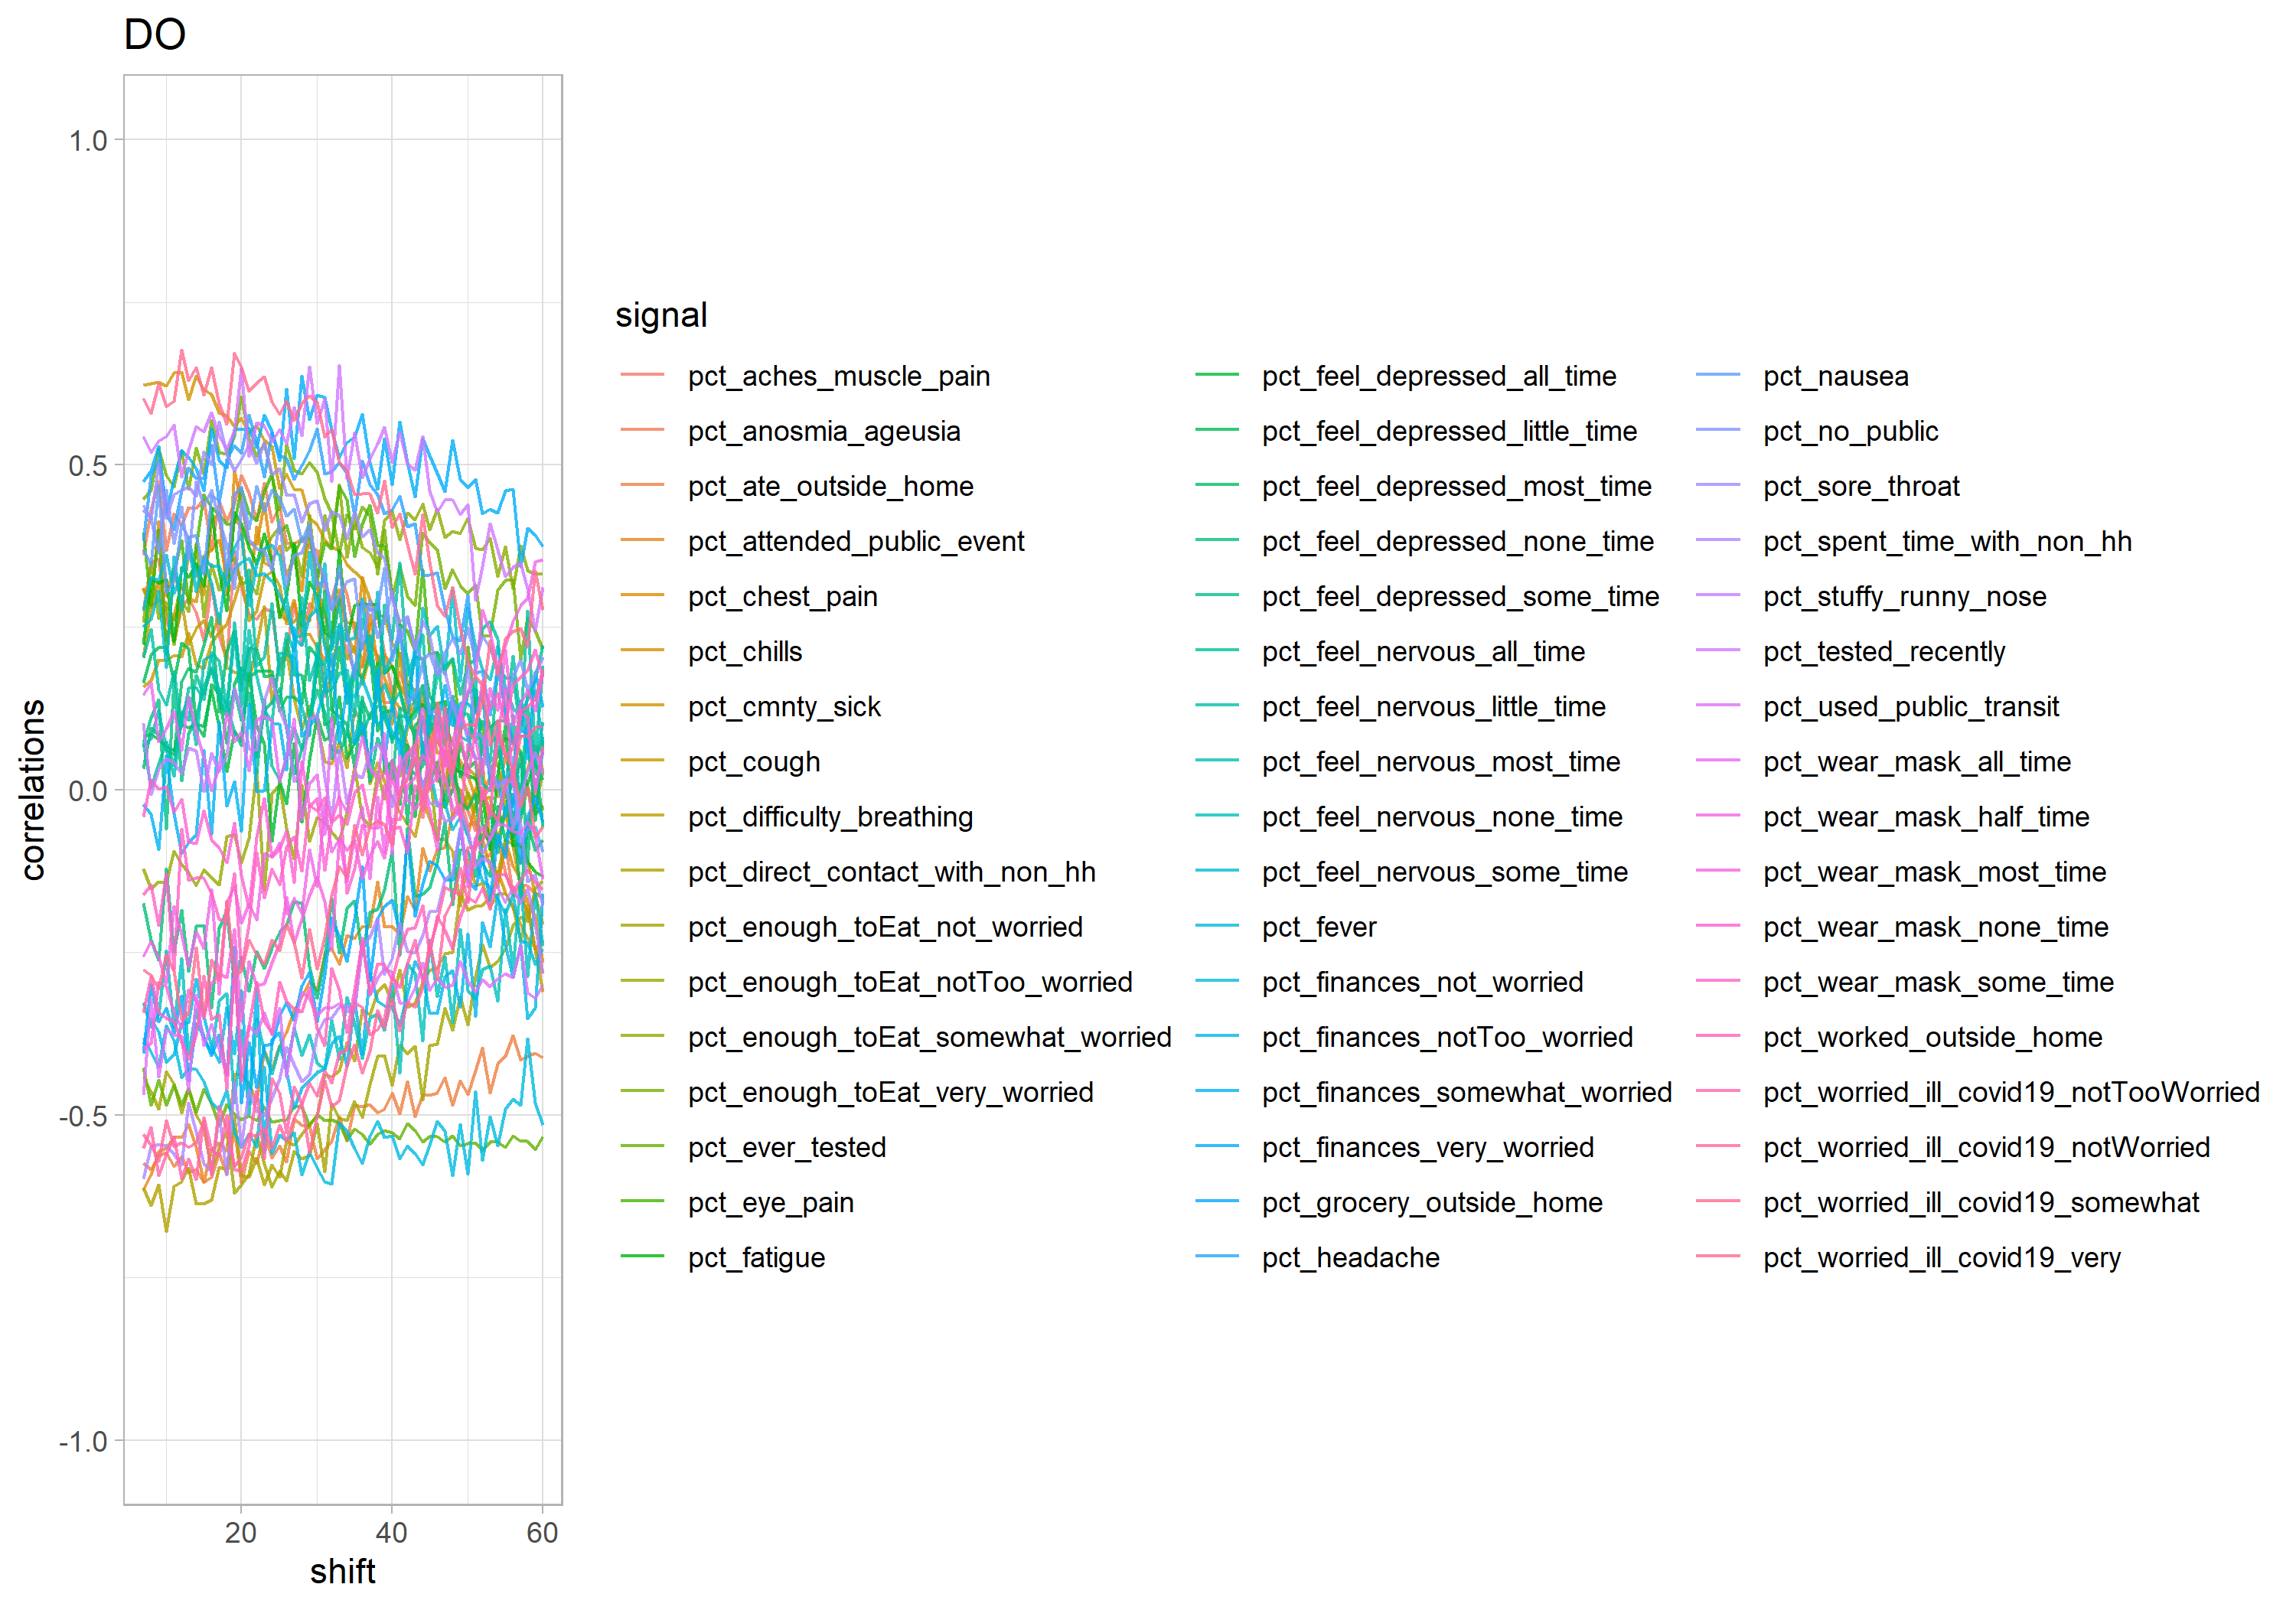 DO
1.0
0.5
0.0
-0.5
-1.0
correlations
20 40 60
shift
signal
pct_aches_muscle_pain
pct_anosmia_ageusia
pct_ate_outside_home
pct_attended_public_event
pct_chest_pain
pct_chills
pct_cmnty_sick
pct_cough
pct_difficulty_breathing
pct_direct_contact_with_non_hh
pct_enough_toEat_not_worried
pct_enough_toEat_notToo_worried
pct_enough_toEat_somewhat_worried
pct_enough_toEat_very_worried
pct_ever_tested
pct_eye_pain
pct_fatigue
pct_feel_depressed_all_time
pct_feel_depressed_little_time
pct_feel_depressed_most_time
pct_feel_depressed_none_time
pct_feel_depressed_some_time
pct_feel_nervous_all_time
pct_feel_nervous_little_time
pct_feel_nervous_most_time
pct_feel_nervous_none_time
pct_feel_nervous_some_time
pct_fever
pct_finances_not_worried
pct_finances_notToo_worried
pct_finances_somewhat_worried
pct_finances_very_worried
pct_grocery_outside_home
pct_headache
pct_nausea
pct_no_public
pct_sore_throat
pct_spent_time_with_non_hh
pct_stuffy_runny_nose
pct_tested_recently
pct_used_public_transit
pct_wear_mask_all_time
pct_wear_mask_half_time
pct_wear_mask_most_time
pct_wear_mask_none_time
pct_wear_mask_some_time
pct_worked_outside_home
pct_worried_ill_covid19_notTooWorried
pct_worried_ill_covid19_notWorried
pct_worried_ill_covid19_somewhat
pct_worried_ill_covid19_very